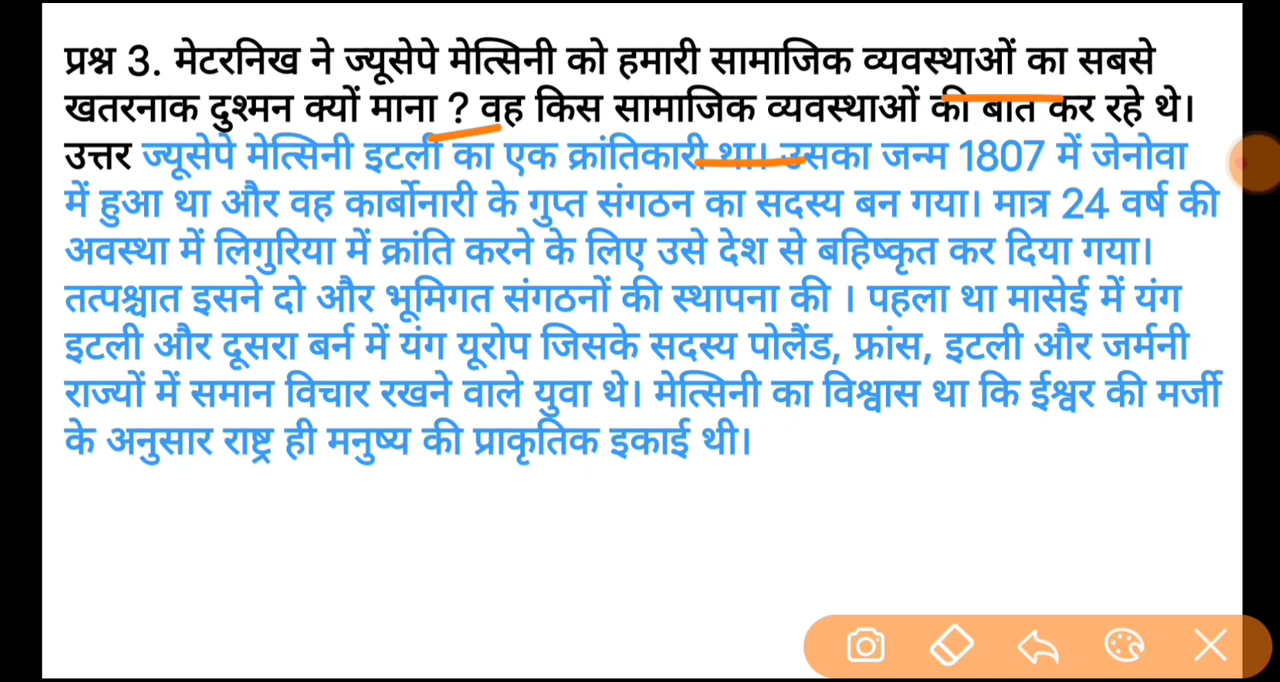 प्रश्न 3. मेटरनिख ने ज्यूसेपे मेत्सिनी को हमारी सामाजिक व्यवस्थाओं का सबसे
खतरनाक दुश्मन क्यों माना ? वह किस सामाजिक व्यवस्थाओं की बात कर रहे थे।
उत्तर ज्यूसेपे मेत्सिनी इटली का एक क्रांतिकारी था। उसका जन्म 1807 में जेनोवा
में हुआ था और वह कार्बोनारी के गुप्त संगठन का सदस्य बन गया। मात्र 24 वर्ष की
अवस्था में लिगुरिया में क्रांति करने के लिए उसे देश से बहिष्कृत कर दिया गया।
तत्पश्चात इसने दो और भूमिगत संगठनों की स्थापना की । पहला था मार्सेई में यंग
इटली और दूसरा बर्न में यंग यूरोप जिसके सदस्य पोलैंड, फ्रांस, इटली और जर्मनी
राज्यों में समान विचार रखने वाले युवा थे। मेत्सिनी का विश्वास था कि ईश्वर की मर्जी
के अनुसार राष्ट्र ही मनुष्य की प्राकृतिक इकाई थी।